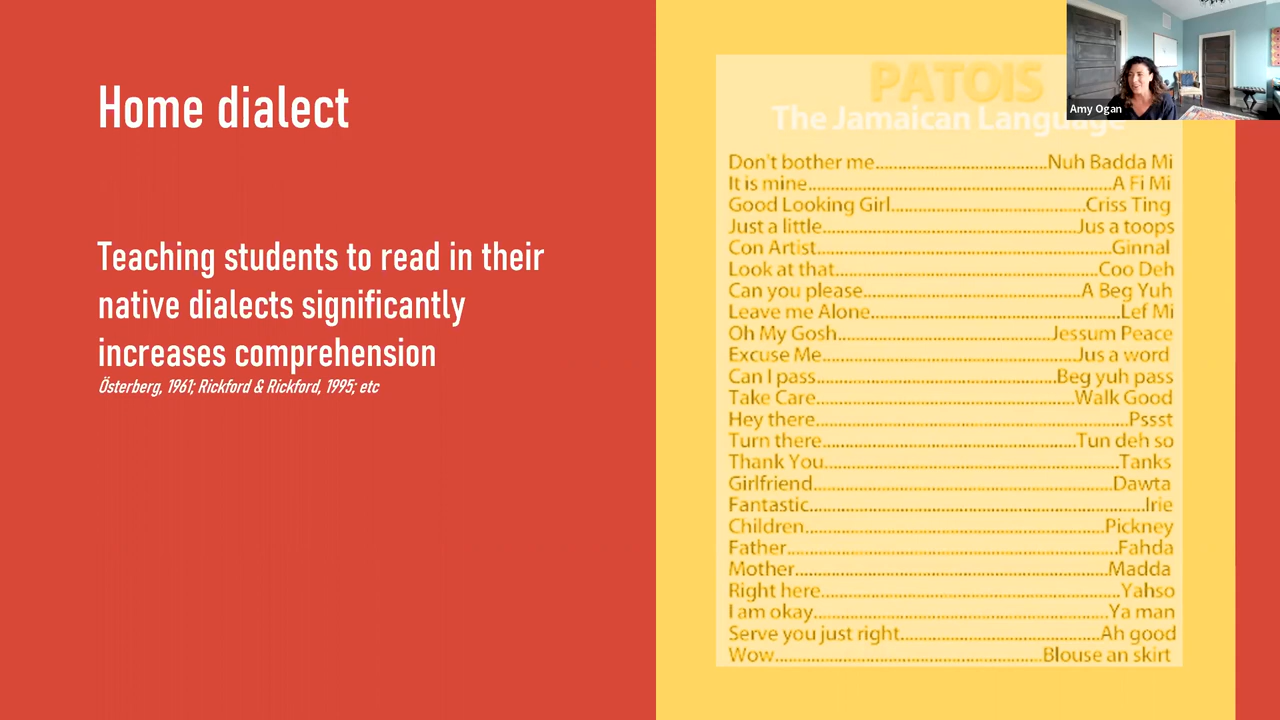 Home dialect
Teaching students to read in their
native dialects significantly
increases comprehension
Österberg, 1961; Rickford & Rickford, 1995; etc
PATOIS
The Jamaican Language
Amy Ogan
Don't bother me................................Nuh Badda Mi
It is mine........................................................A Fi Mi
Good Looking Girl....................................Criss Ting
Just a little...............................................Jus a toops
Con Artist......................................................Ginnal
Look at that................................................Coo Deh
Can you please........................................A Beg Yuh
Leave me Alone..............................................Lef Mi
Oh My Gosh......................................Jessum Peace
Excuse Me...............................................Jus a word
Can I pass............................................Beg yuh pass
Take Care................................................Walk Good
Hey there.........................................................Pssst
Turn there...............................................Tun deh so
Thank You.......................................................Tanks
Girlfriend.......................................................Dawta
Fantastic............................................................Irie
Children.....................................................Pickney
Father............................................................Fahda
Mother.........................................................Madda
Right here.....................................................Yahso
I am okay......................................................Ya man
Serve you just right...................................Ah good
Wow..............................................Blouse an skirt